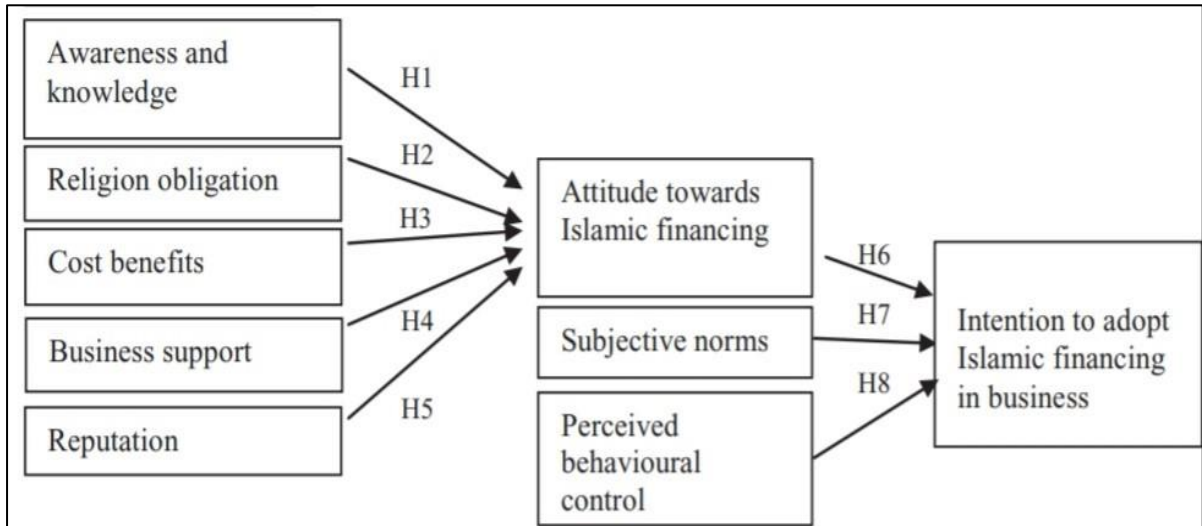 Awareness and
knowledge
Religion obligation
Cost benefits
Business support
Reputation
H1
H2
H3
H4
H5
Attitude towards
Islamic financing
Subjective norms
Perceived
behavioural
control
H6
H7
H8
Intention to adopt
Islamic financing
in business